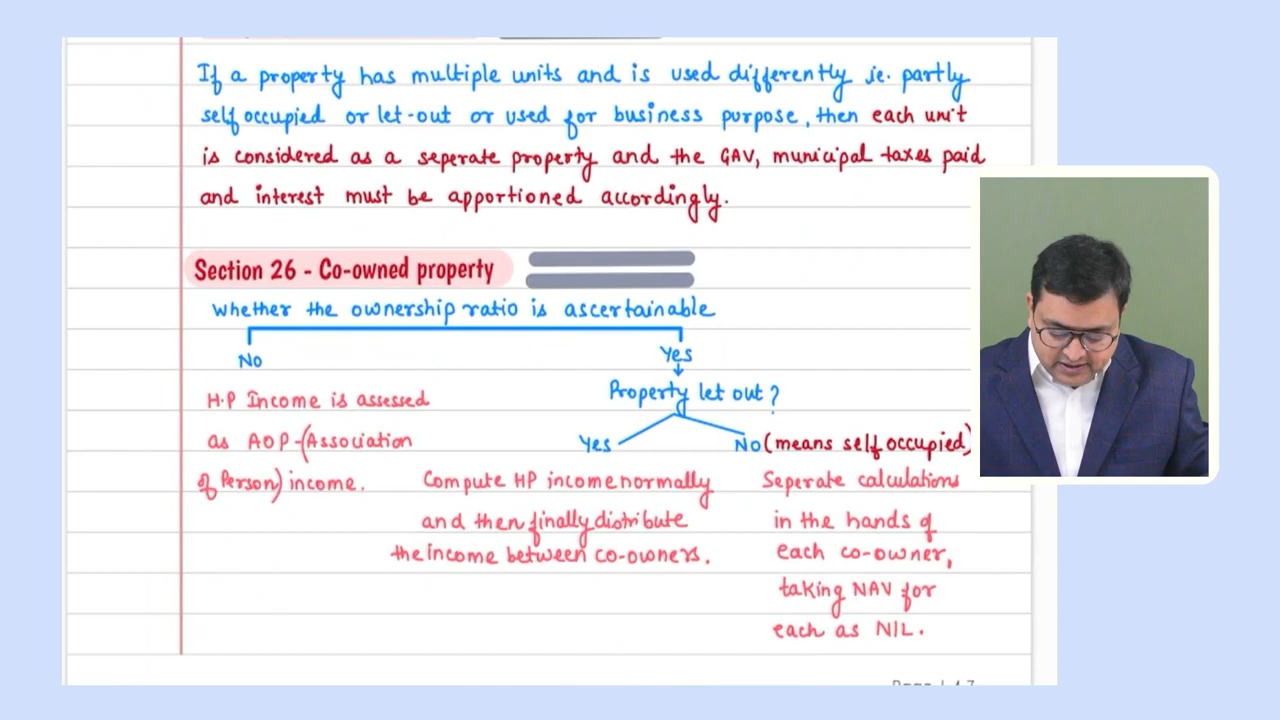 If a property has multiple units and is used differently ie. partly
self occupied or let-out or used for business purpose, then each unit
is considered as a seperate property and the GAV, municipal taxes paid
and interest must be apportioned accordingly.
Section 26 - Co-owned property
Whether the ownership ratio is ascertainable
No
Yes
Property let out?
Yes
No (means self occupied)
H.P Income is assessed
as AOP-(Association
of Person) income.
Compute HP income normally
and then finally distribute
the income between co-owners.
Seperate calculations
in the hands of
each co-owner,
taking NAV for
each as NIL.